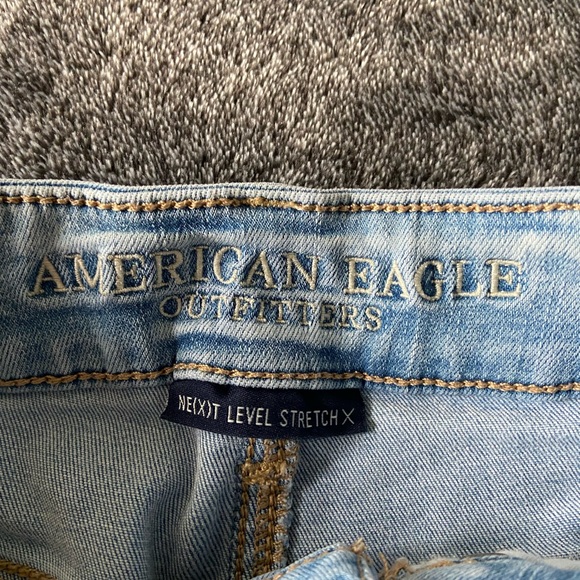 AMERICAN EAGLE
OUTFITTERS
NE(X)T LEVEL STRETCH X